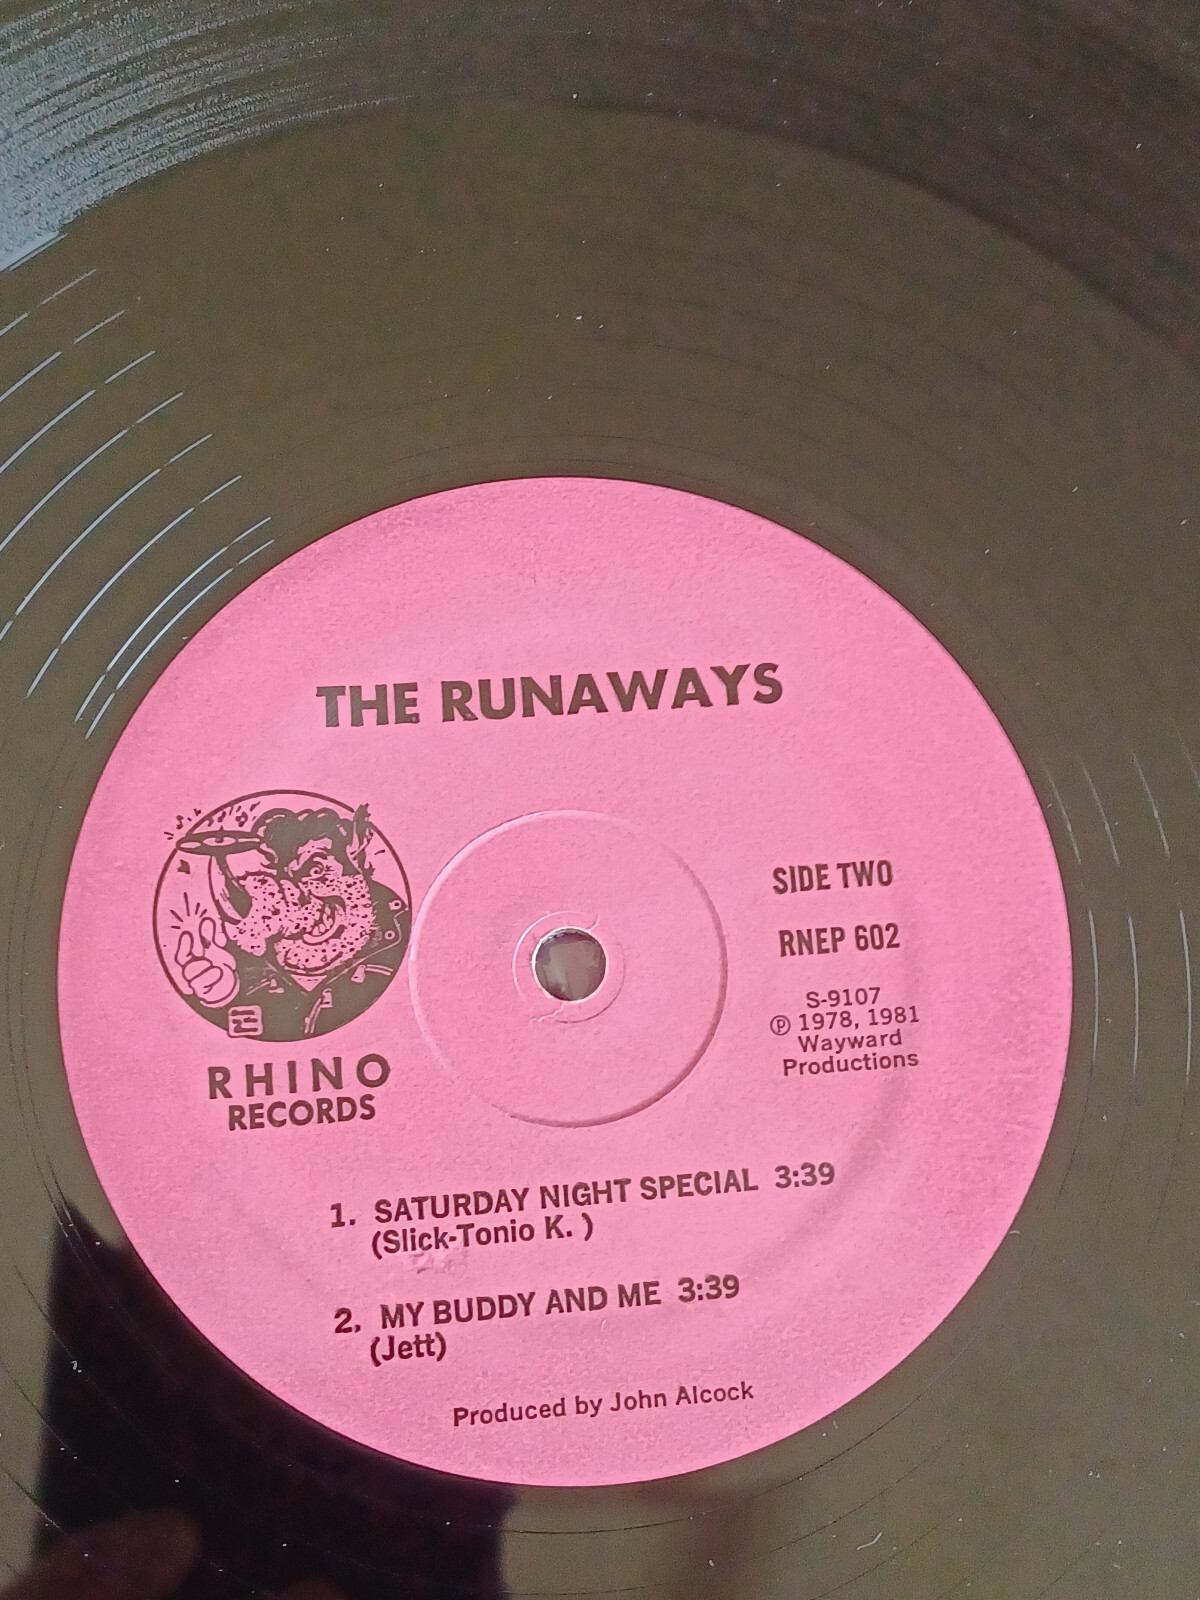 THE RUNAWAYS
RHINO
RECORDS
SIDE TWO
RNEP 602
S-9107
℗ 1978, 1981
Wayward
Productions
1. SATURDAY NIGHT SPECIAL 3:39
(Slick-Tonio K. )
2. MY BUDDY AND ME 3:39
(Jett)
Produced by John Alcock